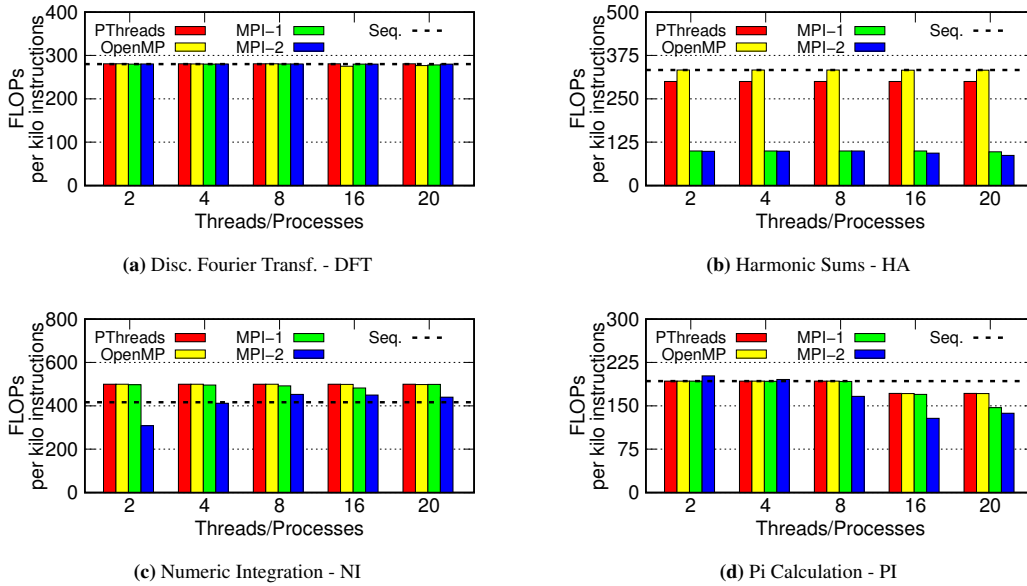 400
PThreads MPI-1 Seq.
OpenMP MPI-2
300
200
100
0
FLOPs
per kilo instructions
2 4 8 16 20
Threads/Processes
(a) Disc. Fourier Transf. - DFT
500
PThreads MPI-1 Seq.
OpenMP MPI-2
375
250
125
0
FLOPs
per kilo instructions
2 4 8 16 20
Threads/Processes
(b) Harmonic Sums - HA
800
PThreads MPI-1 Seq.
OpenMP MPI-2
600
400
200
0
FLOPs
per kilo instructions
2 4 8 16 20
Threads/Processes
(c) Numeric Integration - NI
300
PThreads MPI-1 Seq.
OpenMP MPI-2
225
150
75
0
FLOPs
per kilo instructions
2 4 8 16 20
Threads/Processes
(d) Pi Calculation - PI